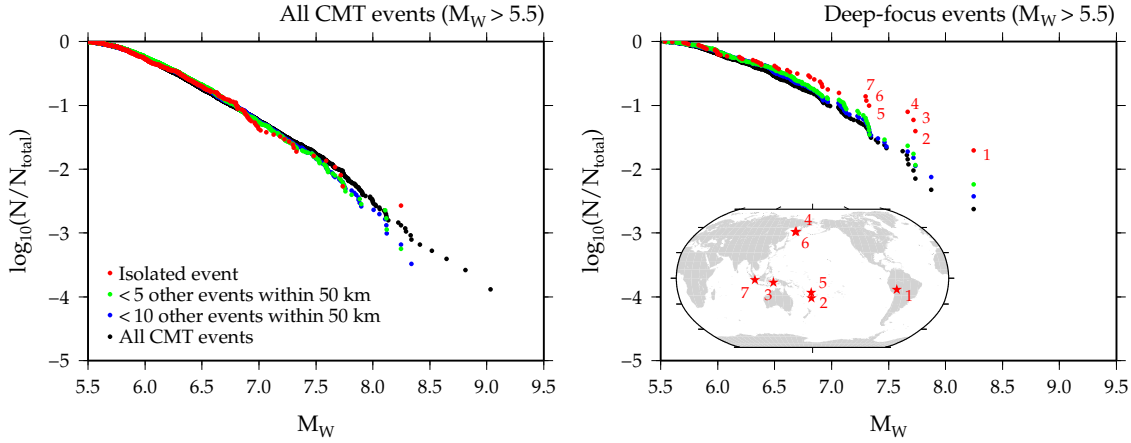 All CMT events (M_W > 5.5)
0
−1
−2
−3
−4
−5
log10(N/N_total)
Isolated event
< 5 other events within 50 km
< 10 other events within 50 km
All CMT events
5.5 6.0 6.5 7.0 7.5 8.0 8.5 9.0 9.5
M_W
Deep-focus events (M_W > 5.5)
0
−1
−2
−3
−4
−5
log10(N/N_total)
7
6
5
4
3
2
1
4
6
7
3
5
2
1
5.5 6.0 6.5 7.0 7.5 8.0 8.5 9.0 9.5
M_W